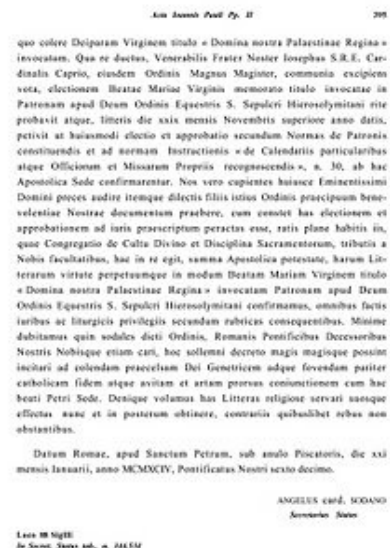 Acta Ioannis Pauli Pp. II 395
quo colere Deiparam Virginem titulo « Domina nostra Palaestinae Regina »
invocatam. Qua re ductus, Venerabilis Frater Noster Iosephus S.R.E. Car-
dinalis Caprio, eiusdem Ordinis Magnus Magister, communia excipiens
vota, electionem Beatae Mariae Virginis memorato titulo invocatae in
Patronam apud Deum Ordinis Equestris S. Sepulcri Hierosolymitani rite
probavit atque, litteris die xxix mensis Novembris superiore anno datis,
petivit ut huiusmodi electio et approbatio secundum Normas de Patronis
constituendis et ad normam Instructionis « de Calendariis particularibus
atque Officiorum et Missarum Propriis recognoscendis », n. 30, ab hac
Apostolica Sede confirmarentur. Nos vero cupientes huiusce Eminentissimi
Domini preces audire itemque dilectis filiis istius Ordinis praecipuum bene-
volentiae Nostrae documentum praebere, cum constet has electionem et
approbationem ad iuris praescriptum peractas esse, ratis plane habitis iis,
quae Congregatio de Cultu Divino et Disciplina Sacramentorum, tributis a
Nobis facultatibus, hac in re egit, summa Apostolica potestate, harum Lit-
terarum virtute perpetuumque in modum Beatam Mariam Virginem titulo
« Domina nostra Palaestinae Regina » invocatam Patronam apud Deum
Ordinis Equestris S. Sepulcri Hierosolymitani confirmamus, omnibus factis
iuribus ac liturgicis privilegiis secundum rubricas consequentibus. Minime
dubitamus quin sodales dicti Ordinis, Romanis Pontificibus Decessoribus
Nostris Nobisque etiam cari, hoc sollemni decreto magis magisque possint
incitari ad colendam praecelsam Dei Genetricem adque fovendam pariter
catholicam fidem atque avitam et artam prorsus coniunctionem cum hac
beati Petri Sede. Denique volumus has Litteras religiose servari suosque
effectus nunc et in posterum obtinere, contrariis quibuslibet rebus non
obstantibus.
Datum Romae, apud Sanctum Petrum, sub anulo Piscatoris, die xxi
mensis Ianuarii, anno MCMXCIV, Pontificatus Nostri sexto decimo.
ANGELUS card. SODANO
Secretarius Status
Loco Sigilli
In Secret. Status tab., n.